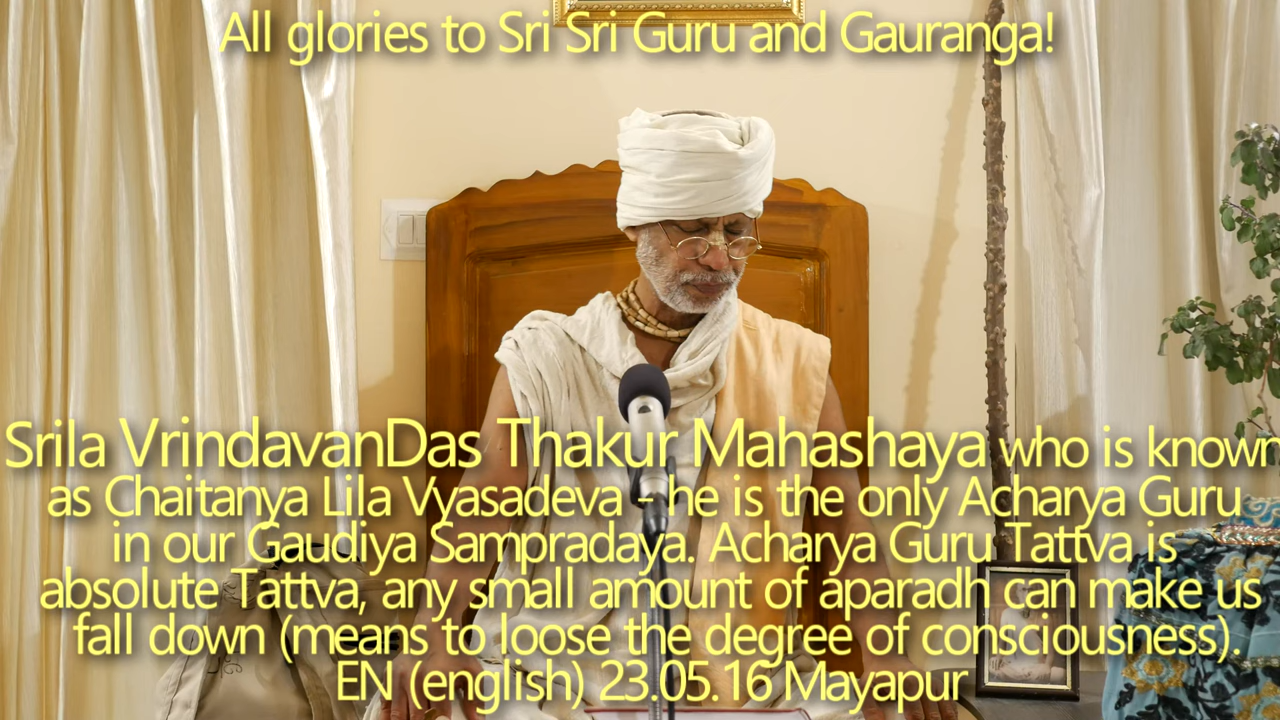 All glories to Sri Sri Guru and Gauranga!
Srila VrindavanDas Thakur Mahashaya who is known
as Chaitanya Lila Vyasadeva - he is the only Acharya Guru
in our Gaudiya Sampradaya. Acharya Guru Tattva is
absolute Tattva, any small amount of aparadh can make us
fall down (means to loose the degree of consciousness).
EN (english) 23.05.16 Mayapur